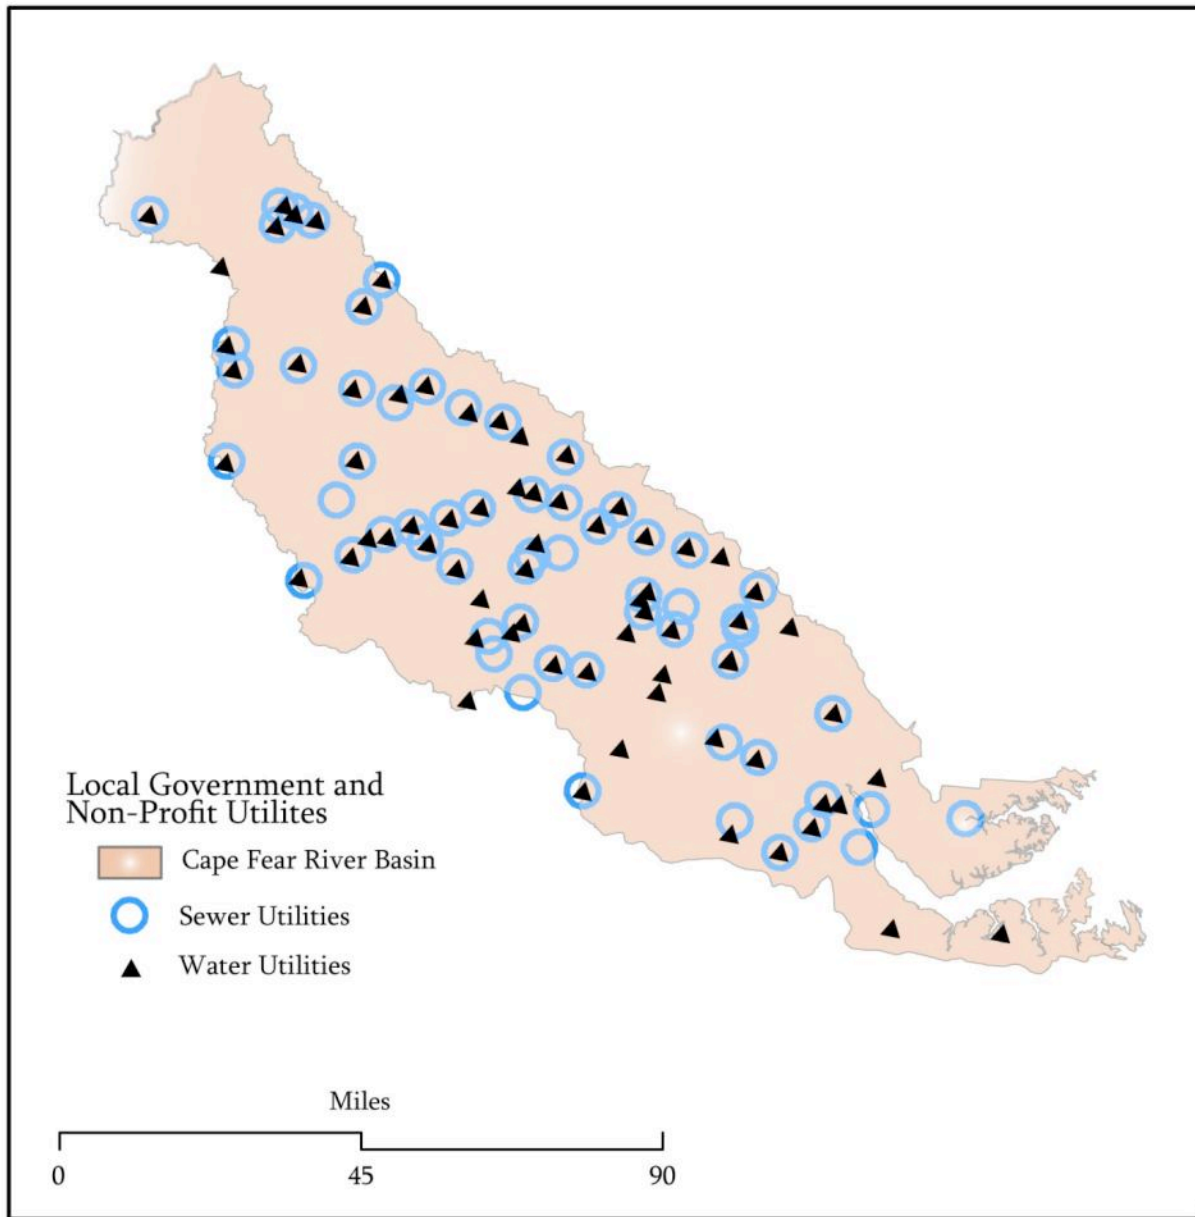 Local Government and
Non-Profit Utilites
Cape Fear River Basin
Sewer Utilities
Water Utilities
Miles
0 45 90